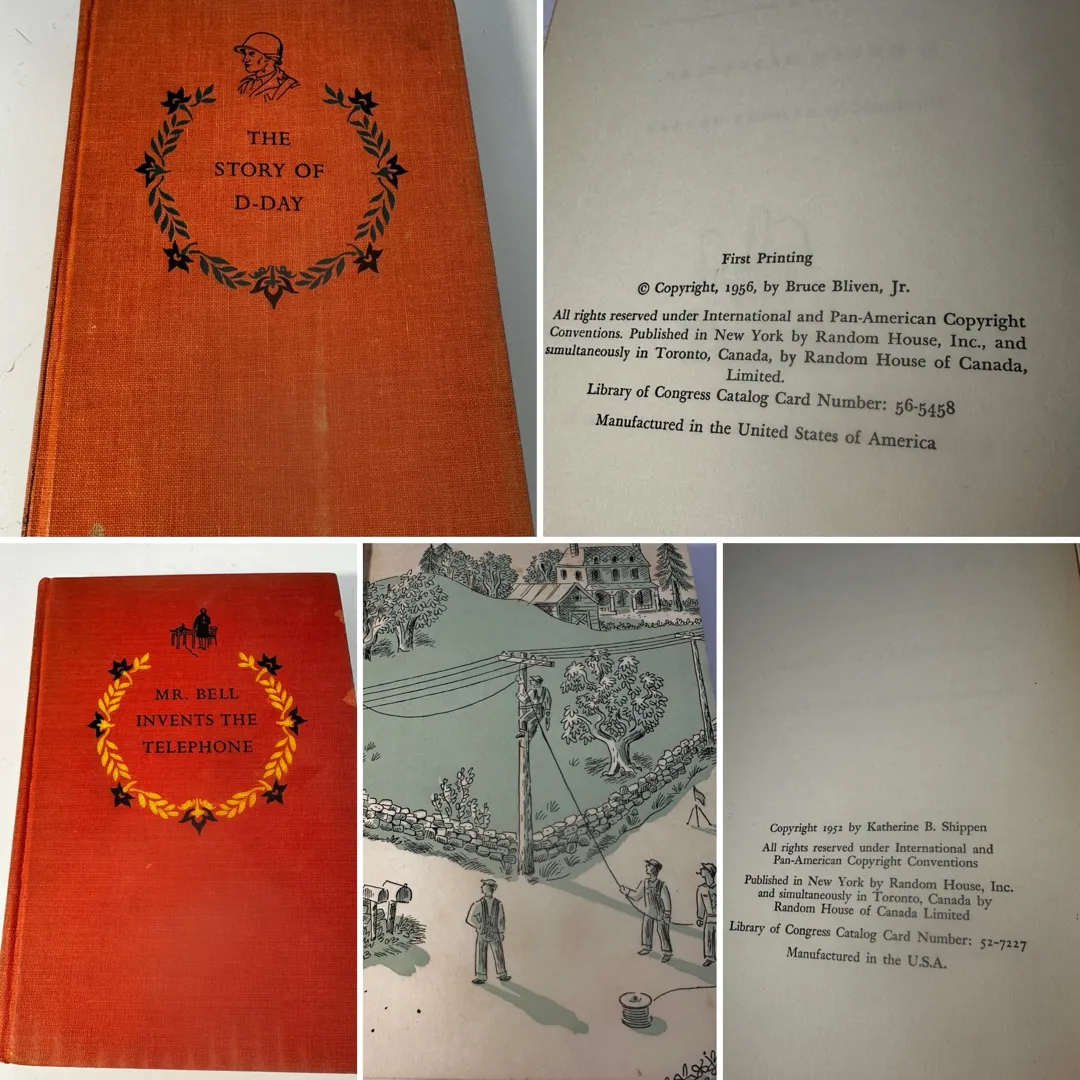 THE
STORY OF
D-DAY
First Printing
© Copyright, 1956, by Bruce Bliven, Jr.
All rights reserved under International and Pan-American Copyright
Conventions. Published in New York by Random House, Inc., and
simultaneously in Toronto, Canada, by Random House of Canada,
Limited.
Library of Congress Catalog Card Number: 56-5458
Manufactured in the United States of America
MR. BELL
INVENTS THE
TELEPHONE
Copyright 1952 by Katherine B. Shippen
All rights reserved under International and
Pan-American Copyright Conventions
Published in New York by Random House, Inc.
and simultaneously in Toronto, Canada by
Random House of Canada Limited
Library of Congress Catalog Card Number: 52-7227
Manufactured in the U.S.A.